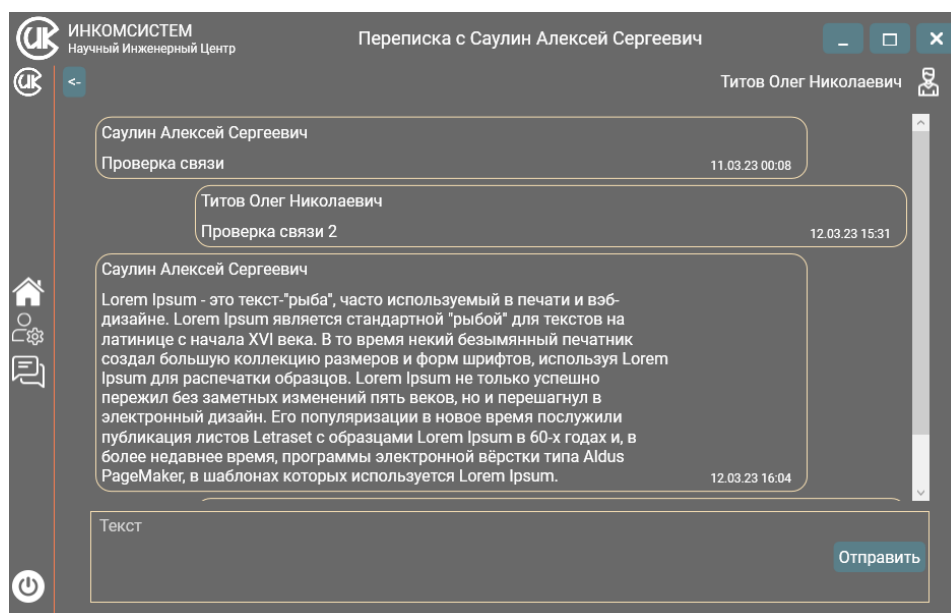 ИНКОМСИСТЕМ
Научный Инженерный Центр
Переписка с Саулин Алексей Сергеевич
<-
Титов Олег Николаевич
Саулин Алексей Сергеевич
Проверка связи
11.03.23 00:08
Титов Олег Николаевич
Проверка связи 2
12.03.23 15:31
Саулин Алексей Сергеевич
Lorem Ipsum - это текст-"рыба", часто используемый в печати и вэб-
дизайне. Lorem Ipsum является стандартной "рыбой" для текстов на
латинице с начала XVI века. В то время некий безымянный печатник
создал большую коллекцию размеров и форм шрифтов, используя Lorem
Ipsum для распечатки образцов. Lorem Ipsum не только успешно
пережил без заметных изменений пять веков, но и перешагнул в
электронный дизайн. Его популяризации в новое время послужили
публикация листов Letraset с образцами Lorem Ipsum в 60-х годах и, в
более недавнее время, программы электронной вёрстки типа Aldus
PageMaker, в шаблонах которых используется Lorem Ipsum.
12.03.23 16:04
Текст
Отправить